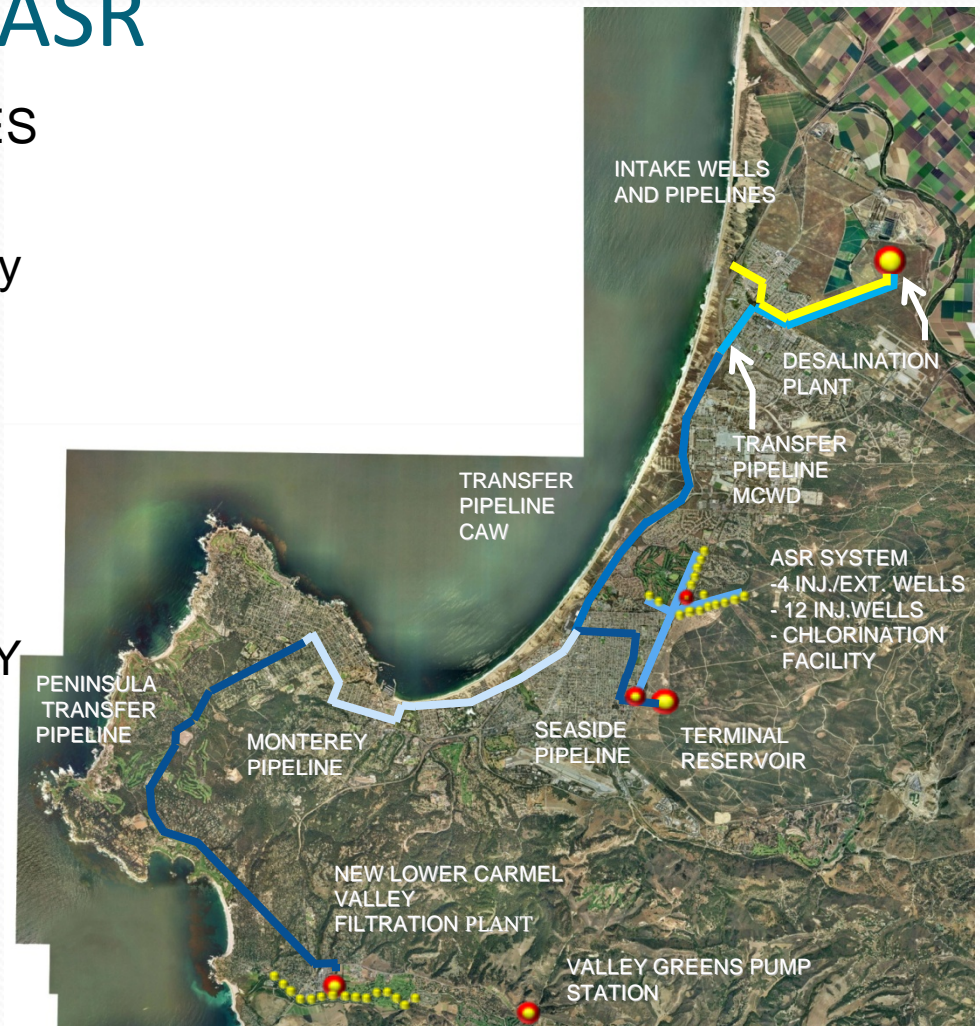 ASR
ES
y
Y
INTAKE WELLS
AND PIPELINES
DESALINATION
PLANT
TRANSFER
PIPELINE
MCWD
TRANSFER
PIPELINE
CAW
ASR SYSTEM
-4 INJ./EXT. WELLS
- 12 INJ.WELLS
- CHLORINATION
FACILITY
PENINSULA
TRANSFER
PIPELINE
MONTEREY
PIPELINE
SEASIDE
PIPELINE
TERMINAL
RESERVOIR
NEW LOWER CARMEL
VALLEY
FILTRATION PLANT
VALLEY GREENS PUMP
STATION